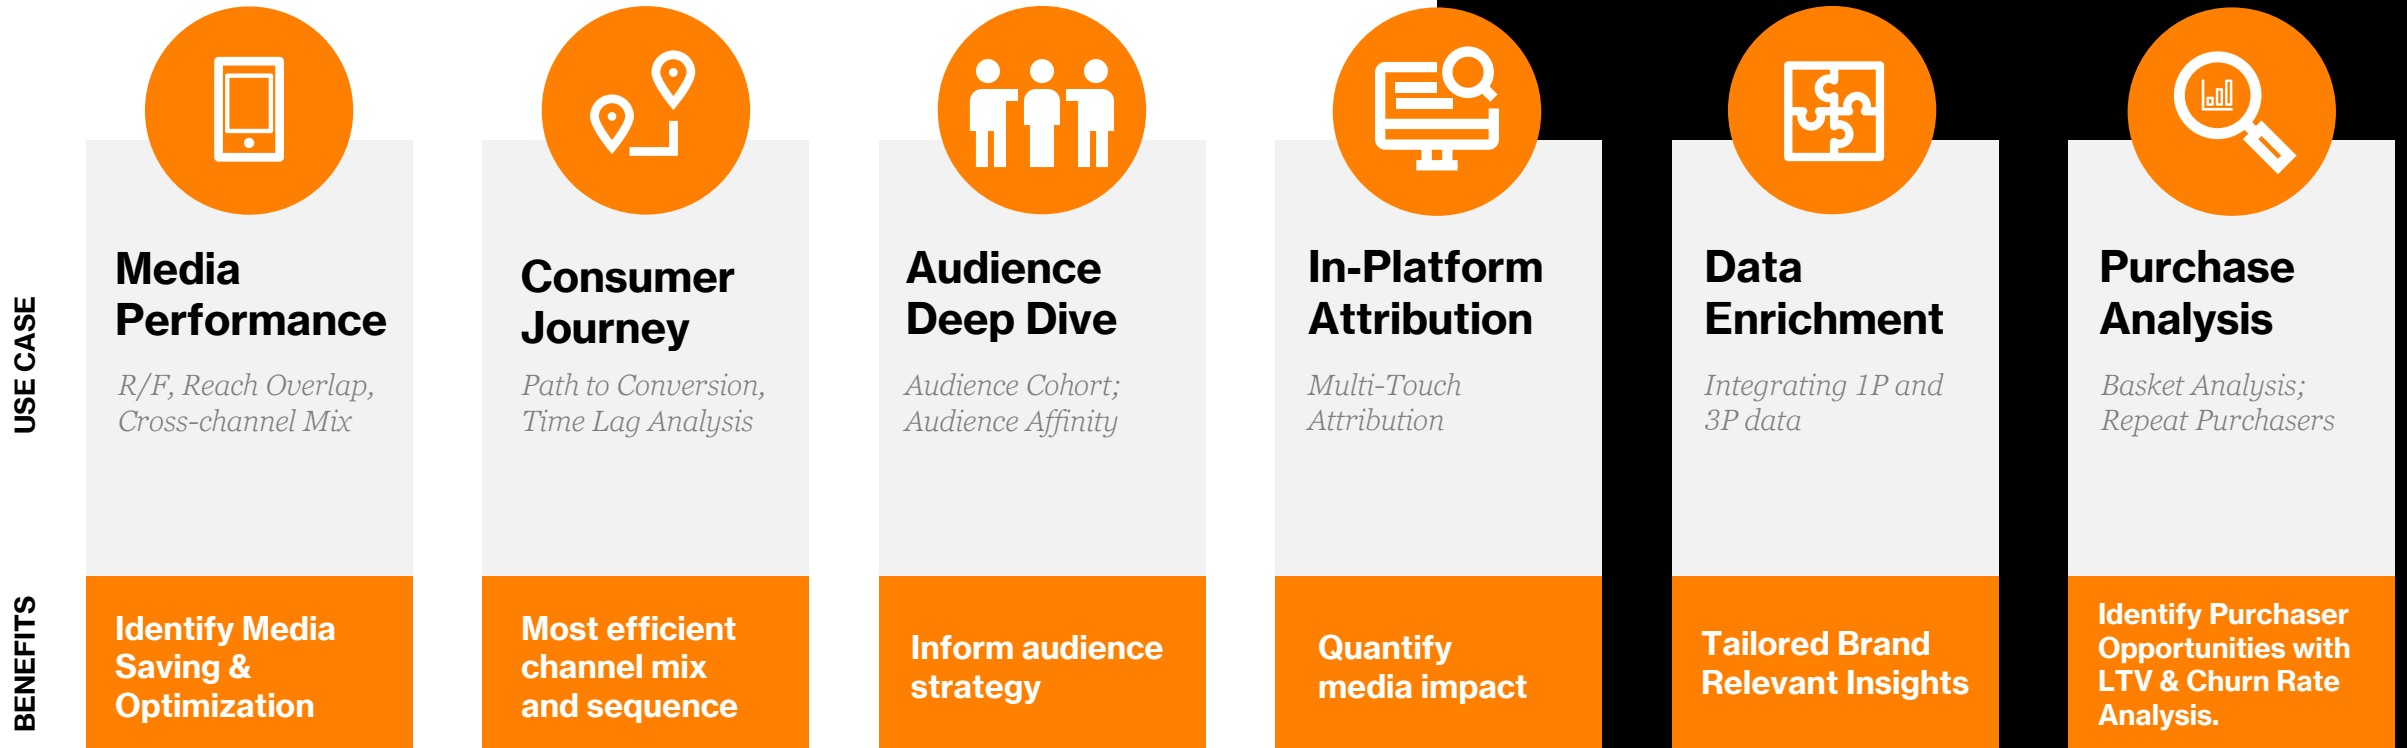 USE CASE
Media
Performance
R/F, Reach Overlap,
Cross-channel Mix
Consumer
Journey
Path to Conversion,
Time Lag Analysis
Audience
Deep Dive
Audience Cohort;
Audience Affinity
In-Platform
Attribution
Multi-Touch
Attribution
Data
Enrichment
Integrating 1P and
3P data
Purchase
Analysis
Basket Analysis;
Repeat Purchasers
BENEFITS
Identify Media
Saving &
Optimization
Most efficient
channel mix
and sequence
Inform audience
strategy
Quantify
media impact
Tailored Brand
Relevant Insights
Identify Purchaser
Opportunities with
LTV & Churn Rate
Analysis.